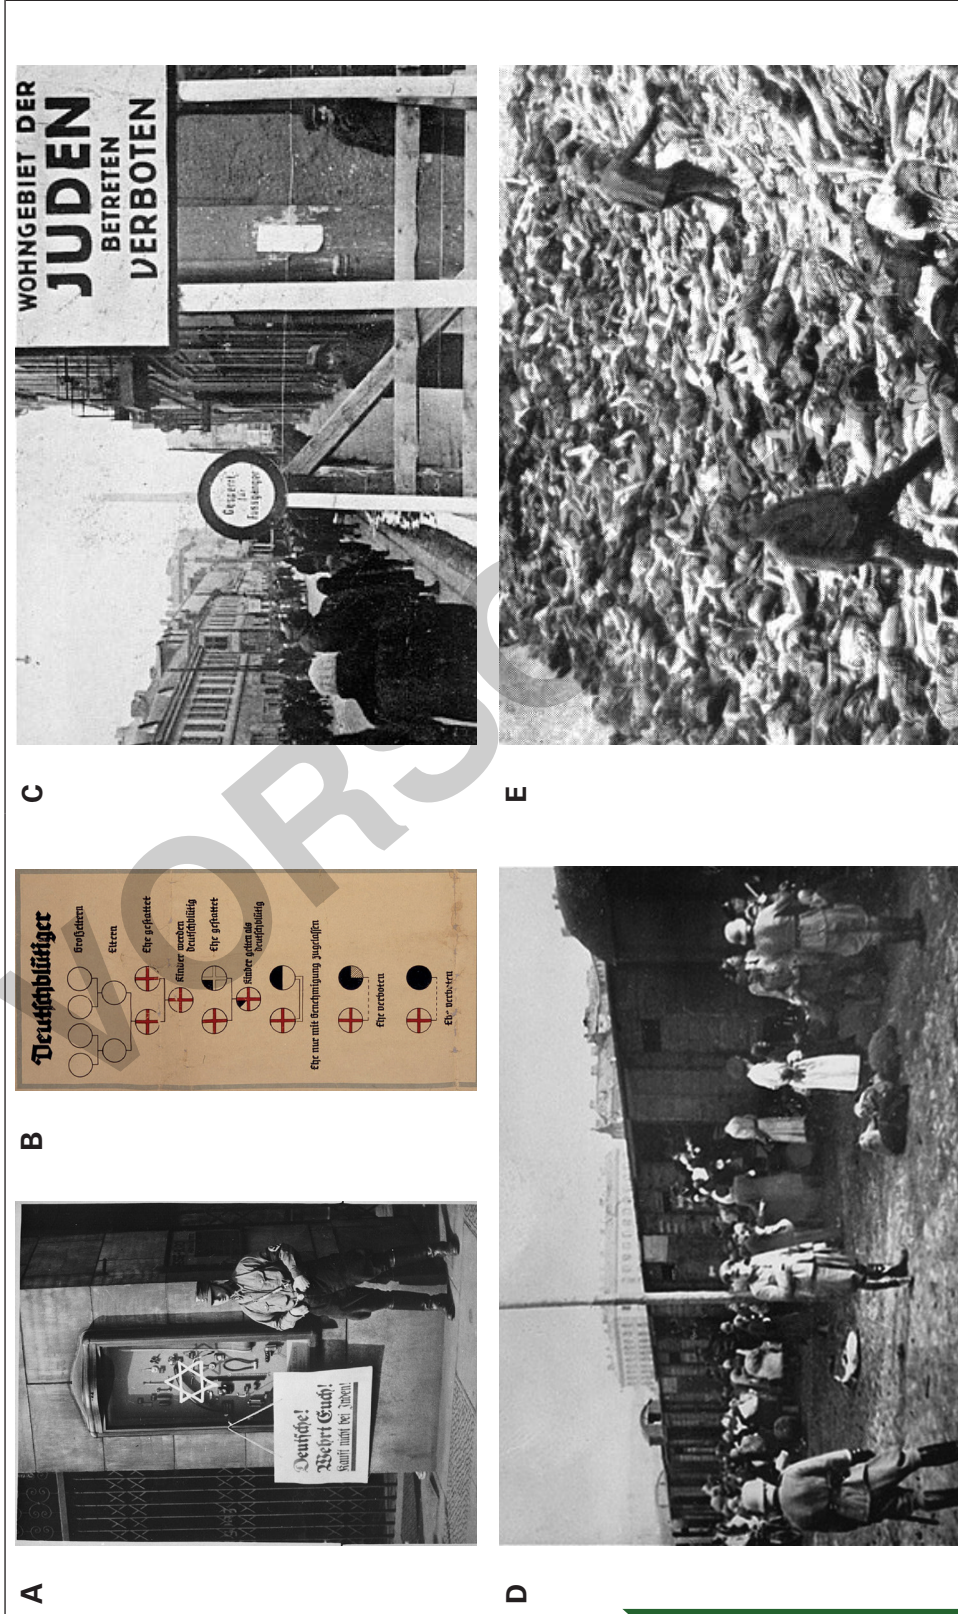 A
Deutsche!
Wehrt Euch!
Kauft nicht bei Juden!
B
Deutschblütiger
Großeltern
Eltern
Ehe gestattet
Kinder werden
deutschblütig
Ehe gestattet
Kinder gelten als
deutschblütig
Ehe nur mit Genehmigung zugelassen
Ehe verboten
Ehe verboten
C
WOHNGEBIET DER
JUDEN
BETRETEN
VERBOTEN
Gesperrt
für
Fussgänger
D
E
VORSC